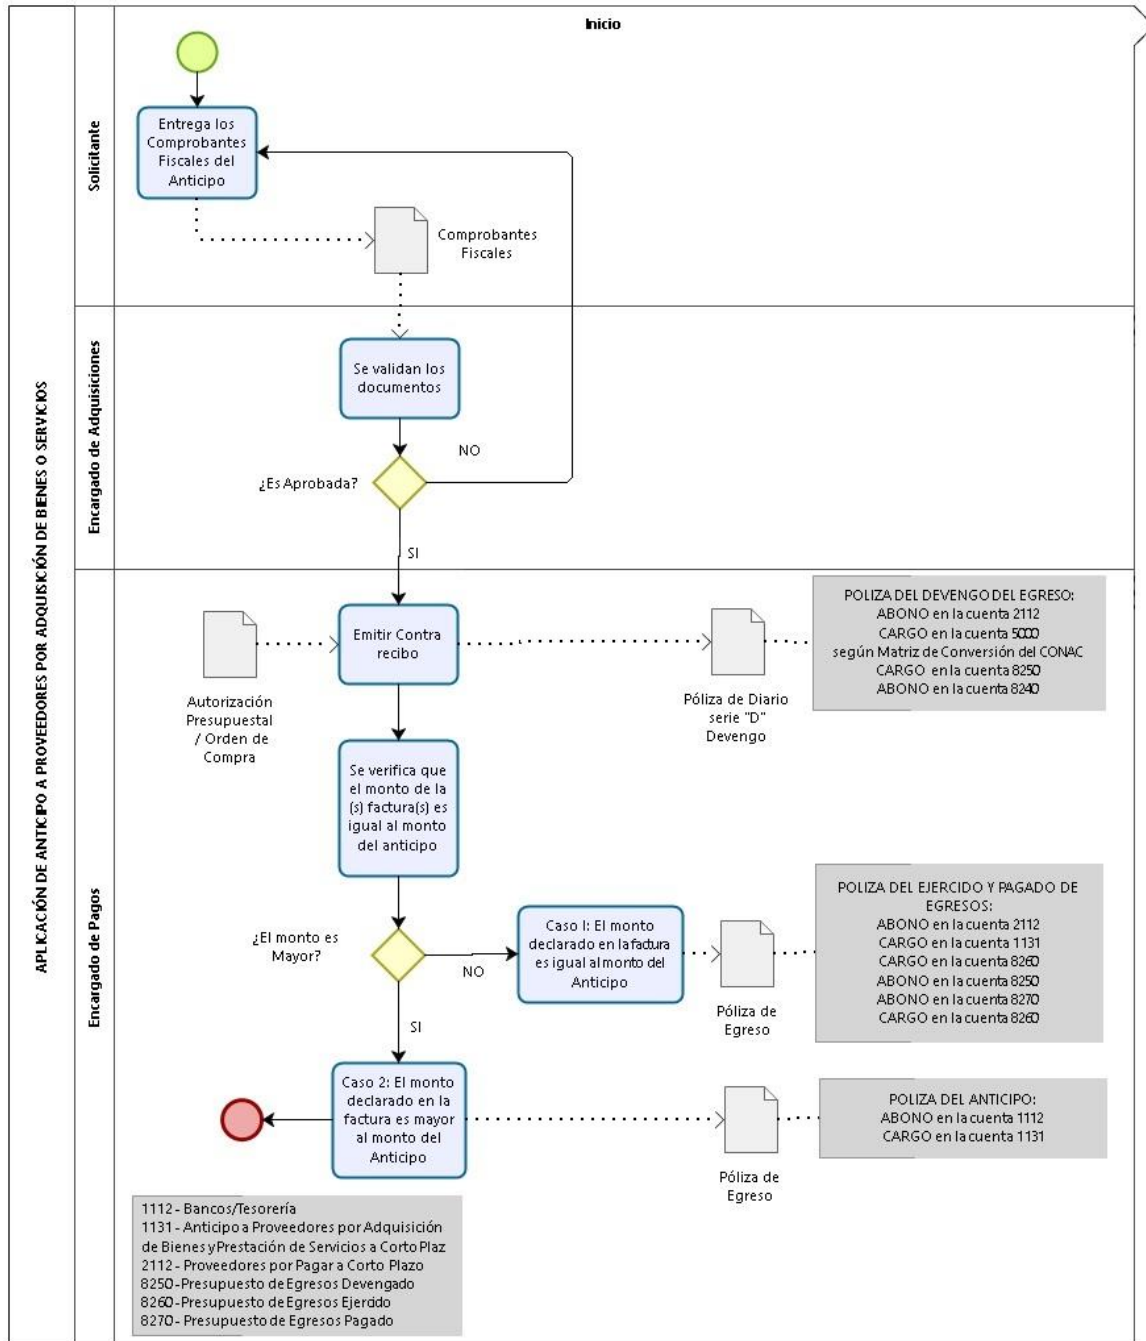 Inicio
APLICACIÓN DE ANTICIPO A PROVEEDORES POR ADQUISICIÓN DE BIENES O SERVICIOS
Solicitante
Entrega los
Comprobantes
Fiscales del
Anticipo
Comprobantes
Fiscales
Encargado de Adquisiciones
Se validan los
documentos
NO
¿Es Aprobada?
SI
Encargado de Pagos
Emitir Contra
recibo
Autorización
Presupuestal
/ Orden de
Compra
Póliza de Diario
serie "D"
Devengo
POLIZA DEL DEVENGO DEL EGRESO:
ABONO en la cuenta 2112
CARGO en la cuenta 5000
según Matriz de Conversión del CONAC
CARGO en la cuenta 8250
ABONO en la cuenta 8240
Se verifica que
el monto de la
(s) factura(s) es
igual al monto
del anticipo
¿El monto es
Mayor?
NO
SI
Caso I: El monto
declarado en la factura
es igual al monto del
Anticipo
Póliza de
Egreso
POLIZA DEL EJERCIDO Y PAGADO DE
EGRESOS:
ABONO en la cuenta 2112
CARGO en la cuenta 1131
CARGO en la cuenta 8260
ABONO en la cuenta 8250
ABONO en la cuenta 8270
CARGO en la cuenta 8260
Caso 2: El monto
declarado en la
factura es mayor
al monto del
Anticipo
Póliza de
Egreso
POLIZA DEL ANTICIPO:
ABONO en la cuenta 1112
CARGO en la cuenta 1131
1112 - Bancos/Tesorería
1131 - Anticipo a Proveedores por Adquisición
de Bienes y Prestación de Servicios a Corto Plaz
2112 - Proveedores por Pagar a Corto Plazo
8250 -Presupuesto de Egresos Devengado
8260 -Presupuesto de Egresos Ejercido
8270 -Presupuesto de Egresos Pagado